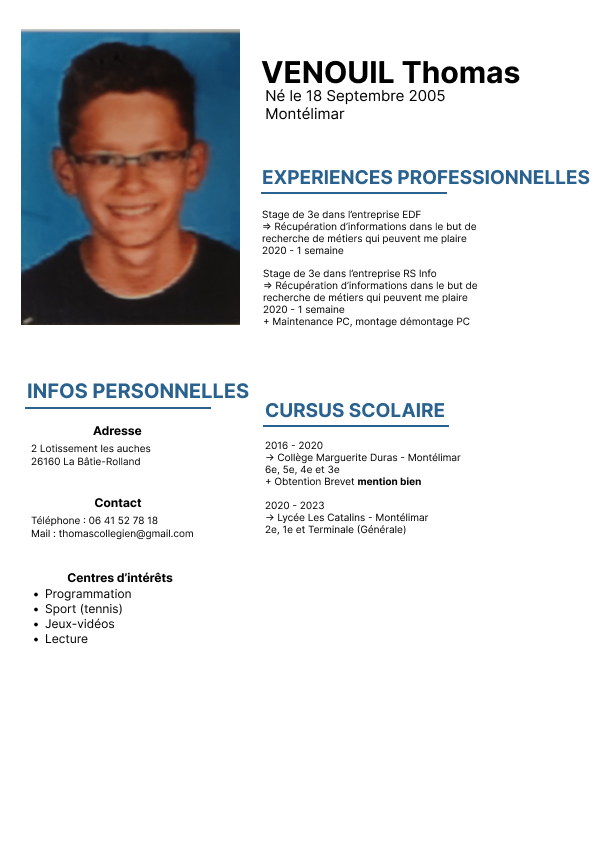 VENOUIL Thomas
Né le 18 Septembre 2005
Montélimar
EXPERIENCES PROFESSIONNELLES
Stage de 3e dans l'entreprise EDF
⇒ Récupération d'informations dans le but de
recherche de métiers qui peuvent me plaire
2020 - 1 semaine
Stage de 3e dans l'entreprise RS Info
⇒ Récupération d'informations dans le but de
recherche de métiers qui peuvent me plaire
2020 - 1 semaine
+ Maintenance PC, montage démontage PC
INFOS PERSONNELLES
Adresse
2 Lotissement les auches
26160 La Bâtie-Rolland
Contact
Téléphone : 06 41 52 78 18
Mail : thomascollegien@gmail.com
Centres d'intérêts
• Programmation
• Sport (tennis)
• Jeux-vidéos
• Lecture
CURSUS SCOLAIRE
2016 - 2020
→ Collège Marguerite Duras - Montélimar
6e, 5e, 4e et 3e
+ Obtention Brevet mention bien
2020 - 2023
→ Lycée Les Catalins - Montélimar
2e, 1e et Terminale (Générale)